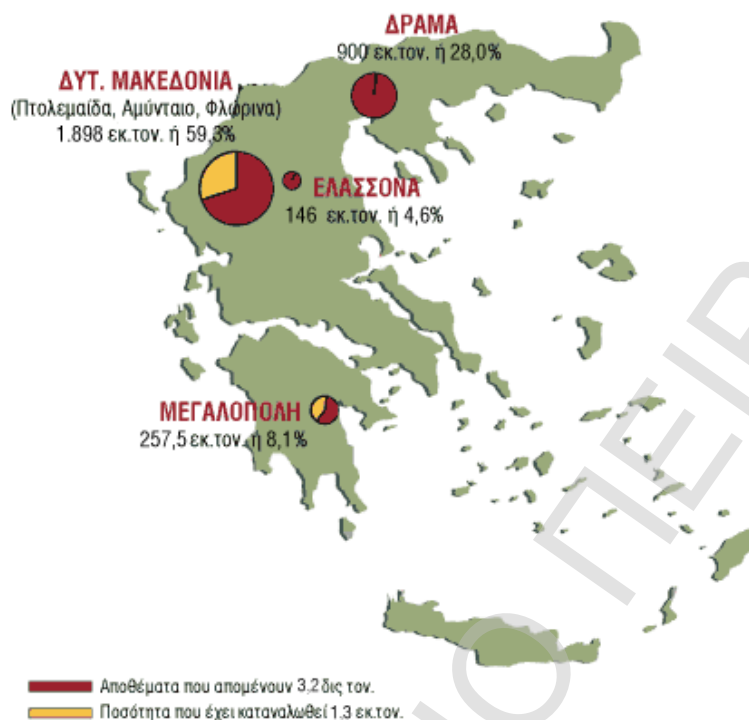 ΔΡΑΜΑ
900 εκ.τον. ή 28,0%
ΔΥΤ. ΜΑΚΕΔΟΝΙΑ
(Πτολεμαίδα, Αμύνταιο, Φλώρινα)
1.898 εκ.τον. ή 59,3%
ΕΛΑΣΣΟΝΑ
146 εκ.τον. ή 4,6%
ΜΕΓΑΛΟΠΟΛΗ
257,5 εκ.τον. ή 8,1%
Αποθέματα που απομένουν 3,2 δις τον.
Ποσότητα που έχει καταναλωθεί 1,3 εκ.τον.